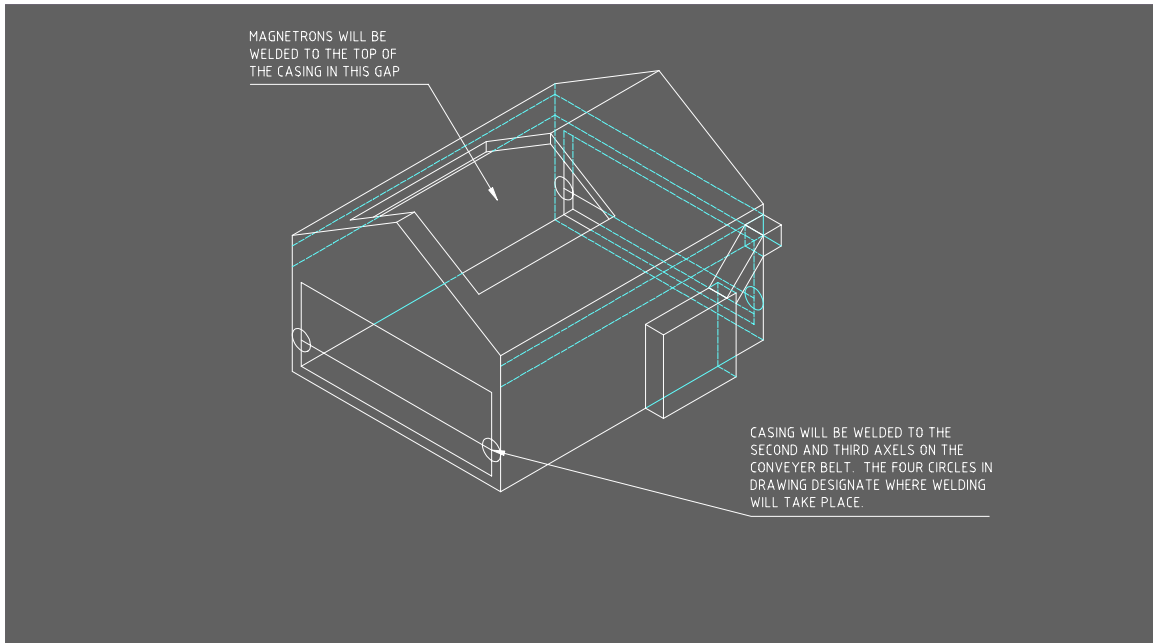 MAGNETRONS WILL BE
WELDED TO THE TOP OF
THE CASING IN THIS GAP
CASING WILL BE WELDED TO THE
SECOND AND THIRD AXELS ON THE
CONVEYER BELT. THE FOUR CIRCLES IN
DRAWING DESIGNATE WHERE WELDING
WILL TAKE PLACE.